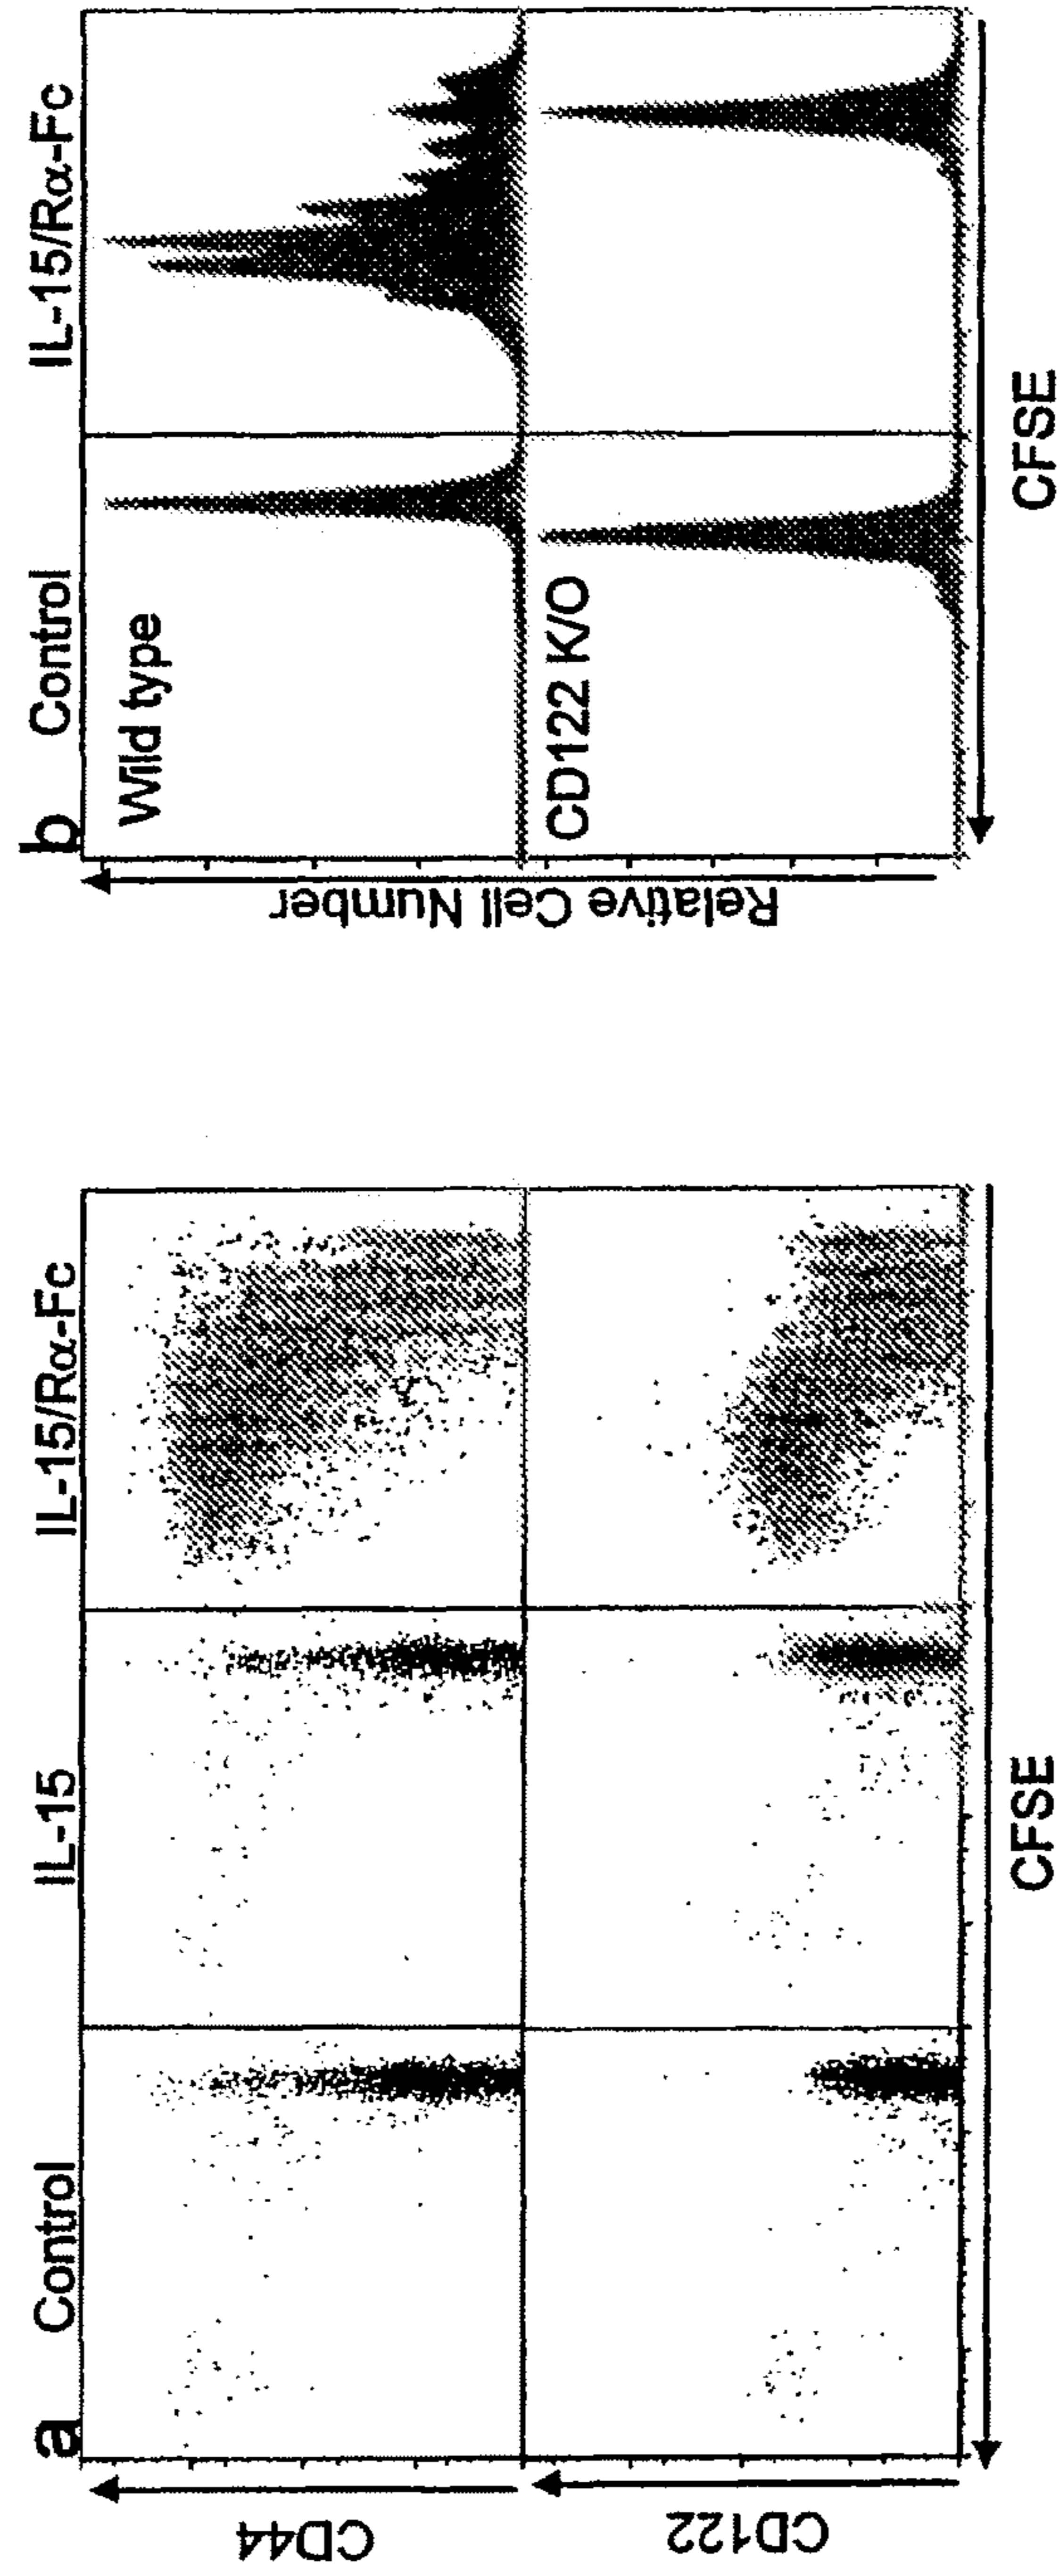 a
Control
IL-15
IL-15/Rα-Fc
CD44
CD122
CFSE
b
Control
IL-15/Rα-Fc
Wild type
CD122 K/O
Relative Cell Number
CFSE